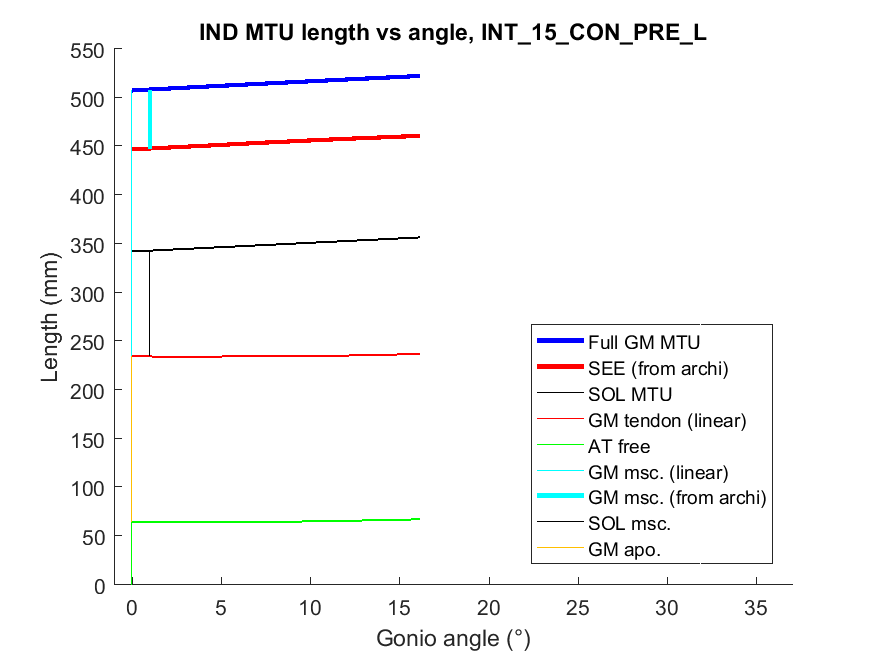 IND MTU length vs angle, INT_15_CON_PRE_L
550
500
450
400
350
300
250
200
150
100
50
0
Length (mm)
0 5 10 15 20 25 30 35
Gonio angle (°)
Full GM MTU
SEE (from archi)
SOL MTU
GM tendon (linear)
AT free
GM msc. (linear)
GM msc. (from archi)
SOL msc.
GM apo.